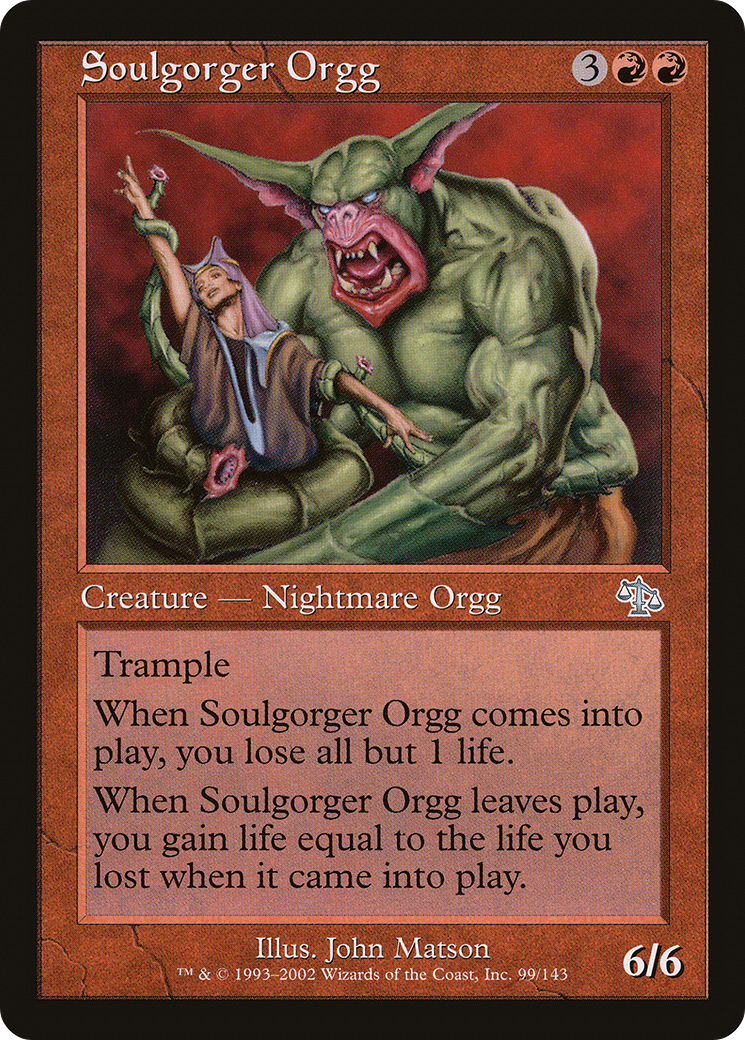 Soulgorger Orgg 3
Creature — Nightmare Orgg
Trample
When Soulgorger Orgg comes into
play, you lose all but 1 life.
When Soulgorger Orgg leaves play,
you gain life equal to the life you
lost when it came into play.
Illus. John Matson
™ & © 1993–2002 Wizards of the Coast, Inc. 99/143
6/6